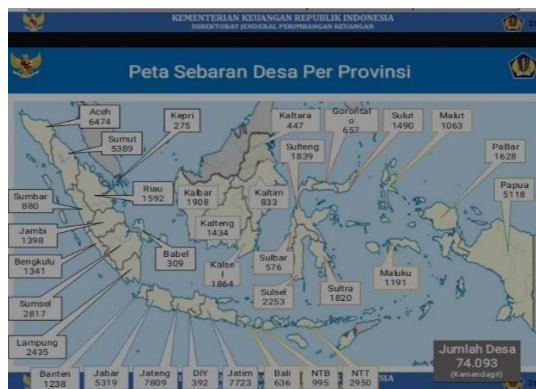 KEMENTERIAN KEUANGAN REPUBLIK INDONESIA
DIREKTORAT JENDERAL PERIMBANGAN KEUANGAN
Peta Sebaran Desa Per Provinsi
Aceh
6474
Sumut
5389
Kepri
275
Kaltara
447
Gorontal
o
657
Sulut
1490
Malut
1063
Sulteng
1839
PaBar
1628
Papua
5118
Riau
1592
Kalbar
1908
Kaltim
833
Sumbar
880
Kalteng
1434
Jambi
1398
Babel
309
Bengkulu
1341
Kalse
l
1864
Sulbar
576
Maluku
1191
Sulsel
2253
Sultra
1820
Sumsel
2817
Lampung
2435
Banten
1238
Jabar
5319
Jateng
7809
DIY
392
Jatim
7723
Bali
636
NTB
995
NTT
2950
Jumlah Desa
74.093
(Kemendagri)